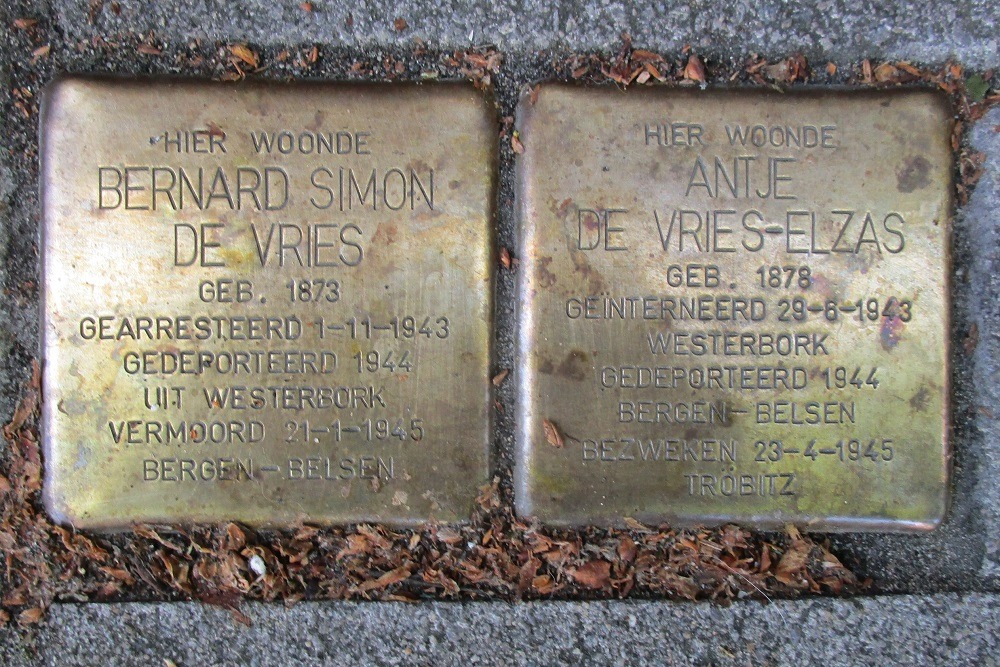 HIER WOONDE
BERNARD SIMON
DE VRIES
GEB. 1873
GEARRESTEERD 1-11-1943
GEDEPORTEERD 1944
UIT WESTERBORK
VERMOORD 21-1-1945
BERGEN-BELSEN
HIER WOONDE
ANTJE
DE VRIES-ELZAS
GEB. 1878
GEÏNTERNEERD 29-6-1943
WESTERBORK
GEDEPORTEERD 1944
BERGEN-BELSEN
BEZWEKEN 23-4-1945
TRÖBITZ